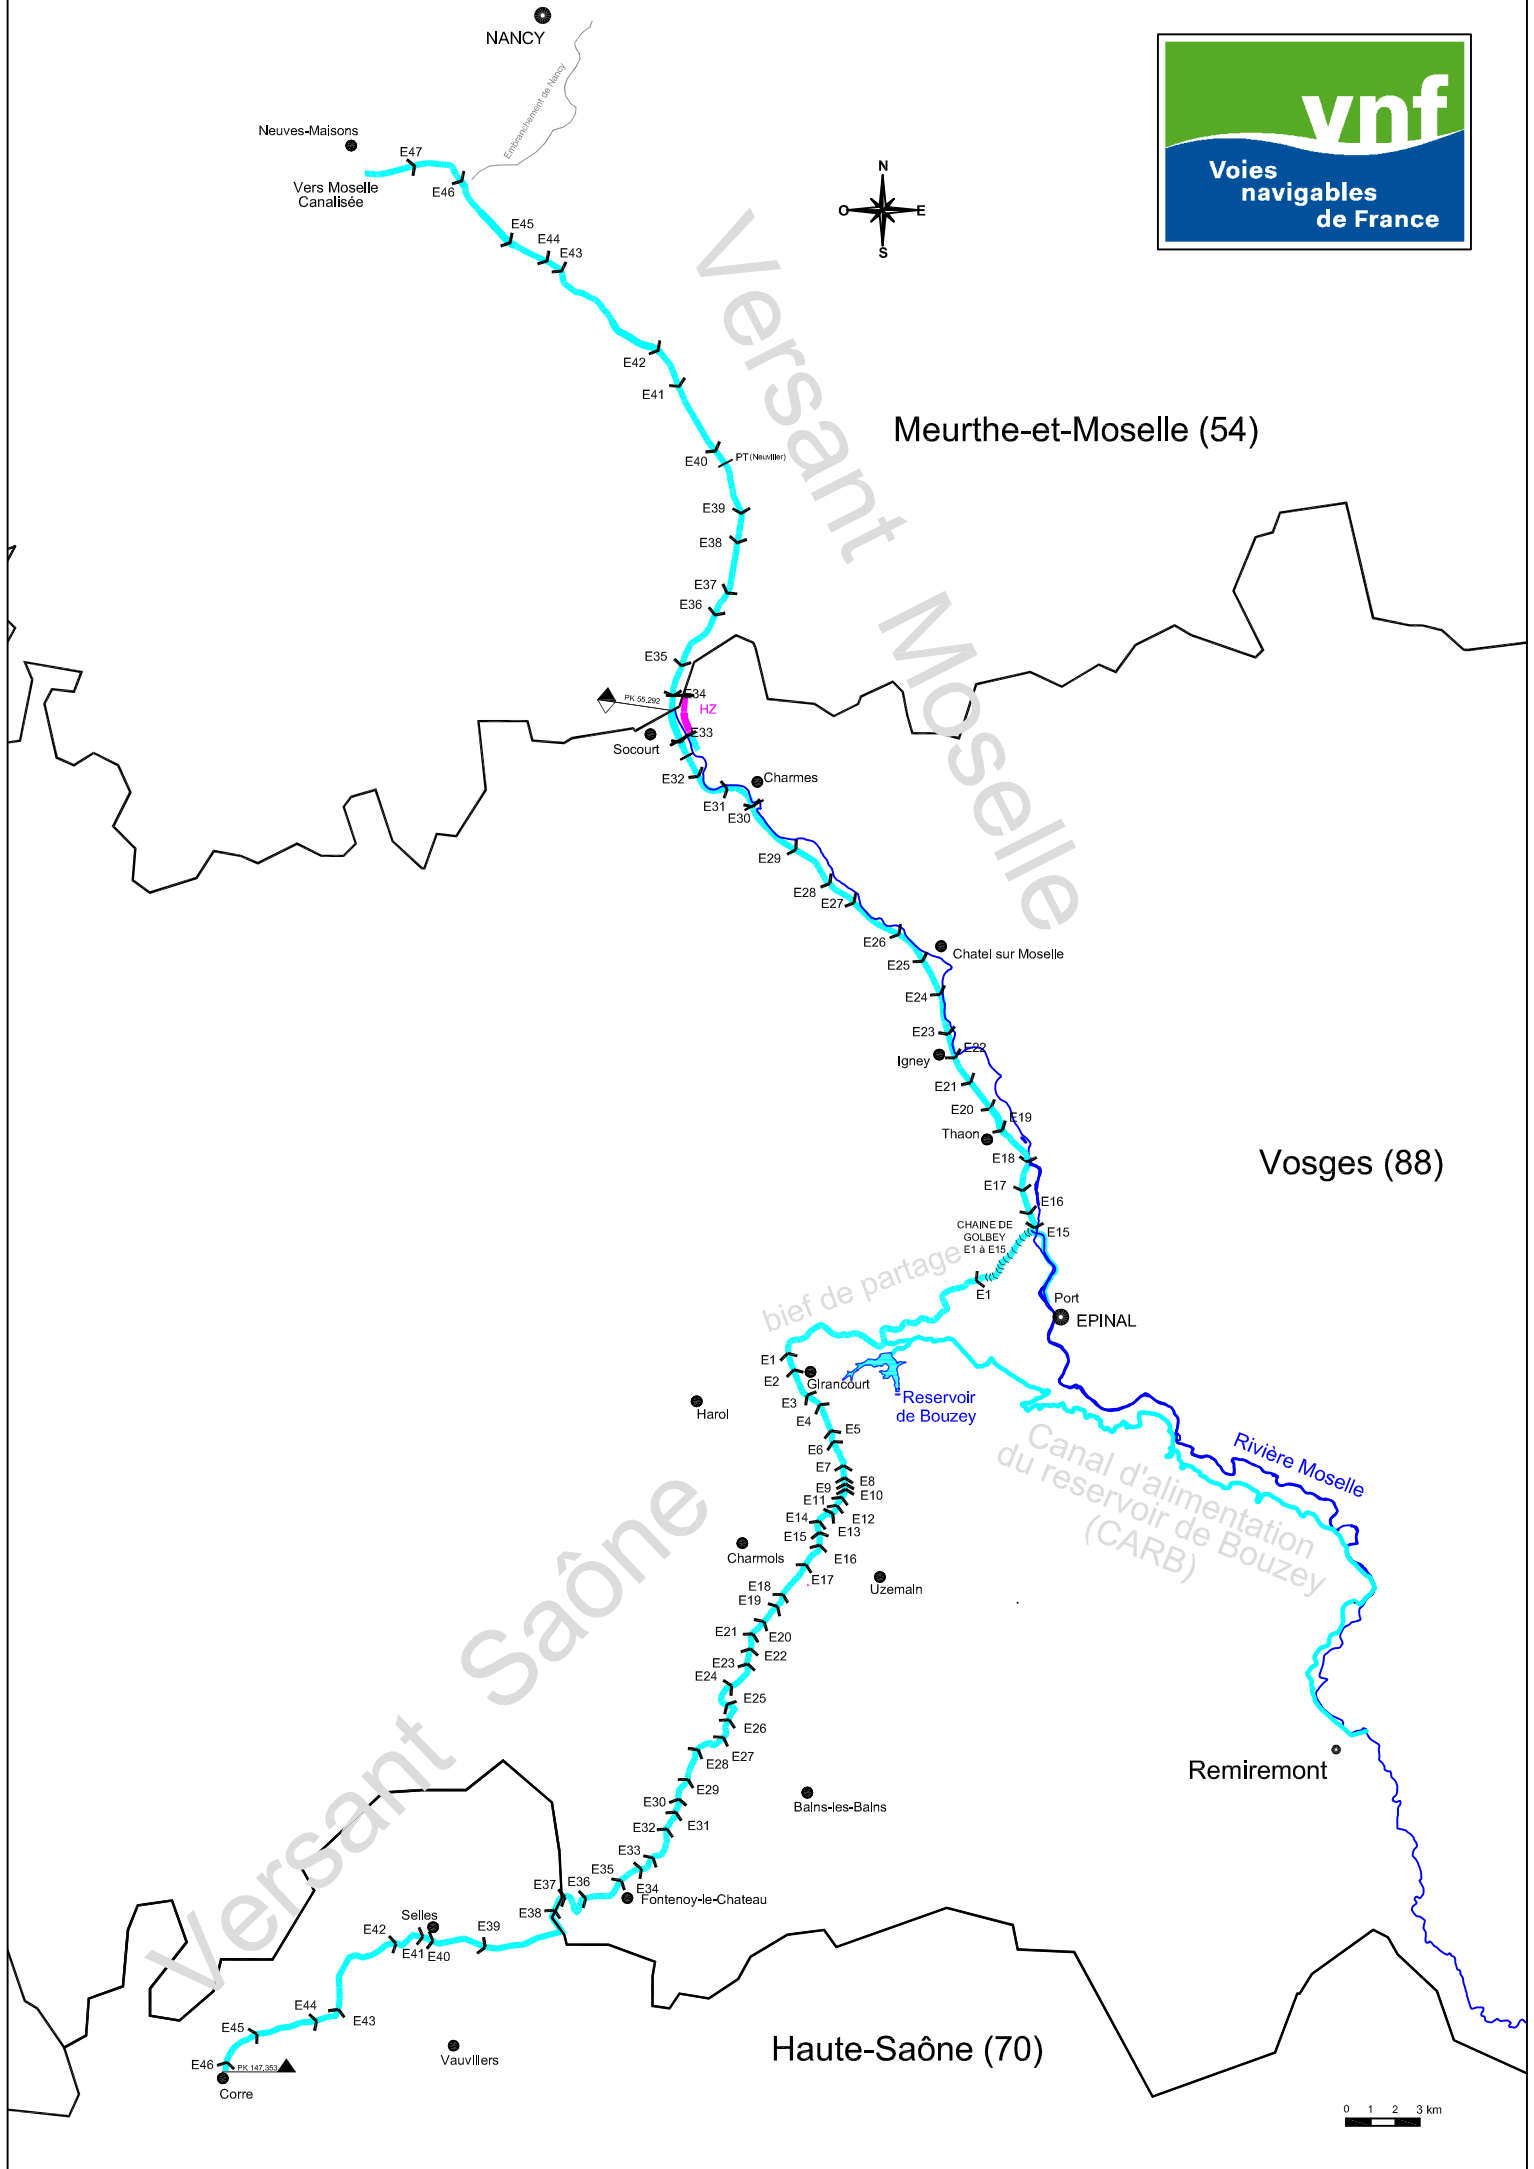 NANCY
Embranchement de Nancy
Neuves-Maisons
Vers Moselle
Canalisée
vnf
Voies
navigables
de France
N
O
E
S
E47
E46
E45
E44
E43
E42
E41
E40
PT (Neuviller)
E39
E38
E37
E36
E35
E34
PK 55,292
HZ
E33
Socourt
E32
Charmes
E31
E30
E29
E28
E27
E26
E25
Chatel sur Moselle
E24
E23
E22
Igney
E21
E20
E19
Thaon
E18
E17
E16
E15
CHAINE DE
GOLBEY
E1 à E15
E1
Port
EPINAL
Versant Moselle
Meurthe-et-Moselle (54)
Vosges (88)
bief de partage
E1
E2
Girancourt
E3
E4
Harol
Reservoir
de Bouzey
E5
E6
E7
E8
E9
E10
E11
E12
E13
E14
E15
E16
Charmois
E17
Uzemain
E18
E19
E20
E21
E22
E23
E24
E25
E26
E27
E28
E29
E30
E31
E32
Bains-les-Bains
E33
E34
E35
Fontenoy-le-Chateau
E36
E37
E38
E39
Selles
E40
E41
E42
E43
E44
E45
E46
PK 147,353
Corre
Vauvillers
Versant Saône
Rivière Moselle
Canal d'alimentation
du reservoir de Bouzey
(CARB)
Remiremont
Haute-Saône (70)
0 1 2 3 km